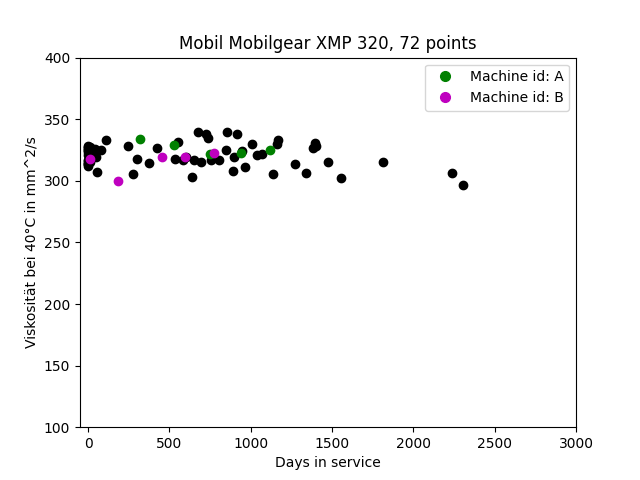 Mobil Mobilgear XMP 320, 72 points
Machine id: A
Machine id: B
Viskosität bei 40°C in mm^2/s
400
350
300
250
200
150
100
0 500 1000 1500 2000 2500 3000
Days in service